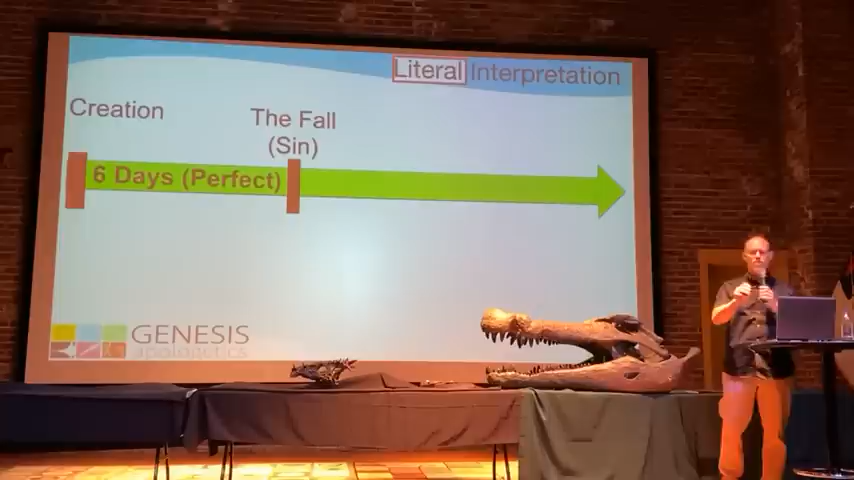 Literal Interpretation
Creation
The Fall
(Sin)
6 Days (Perfect)
GENESIS
apologetics